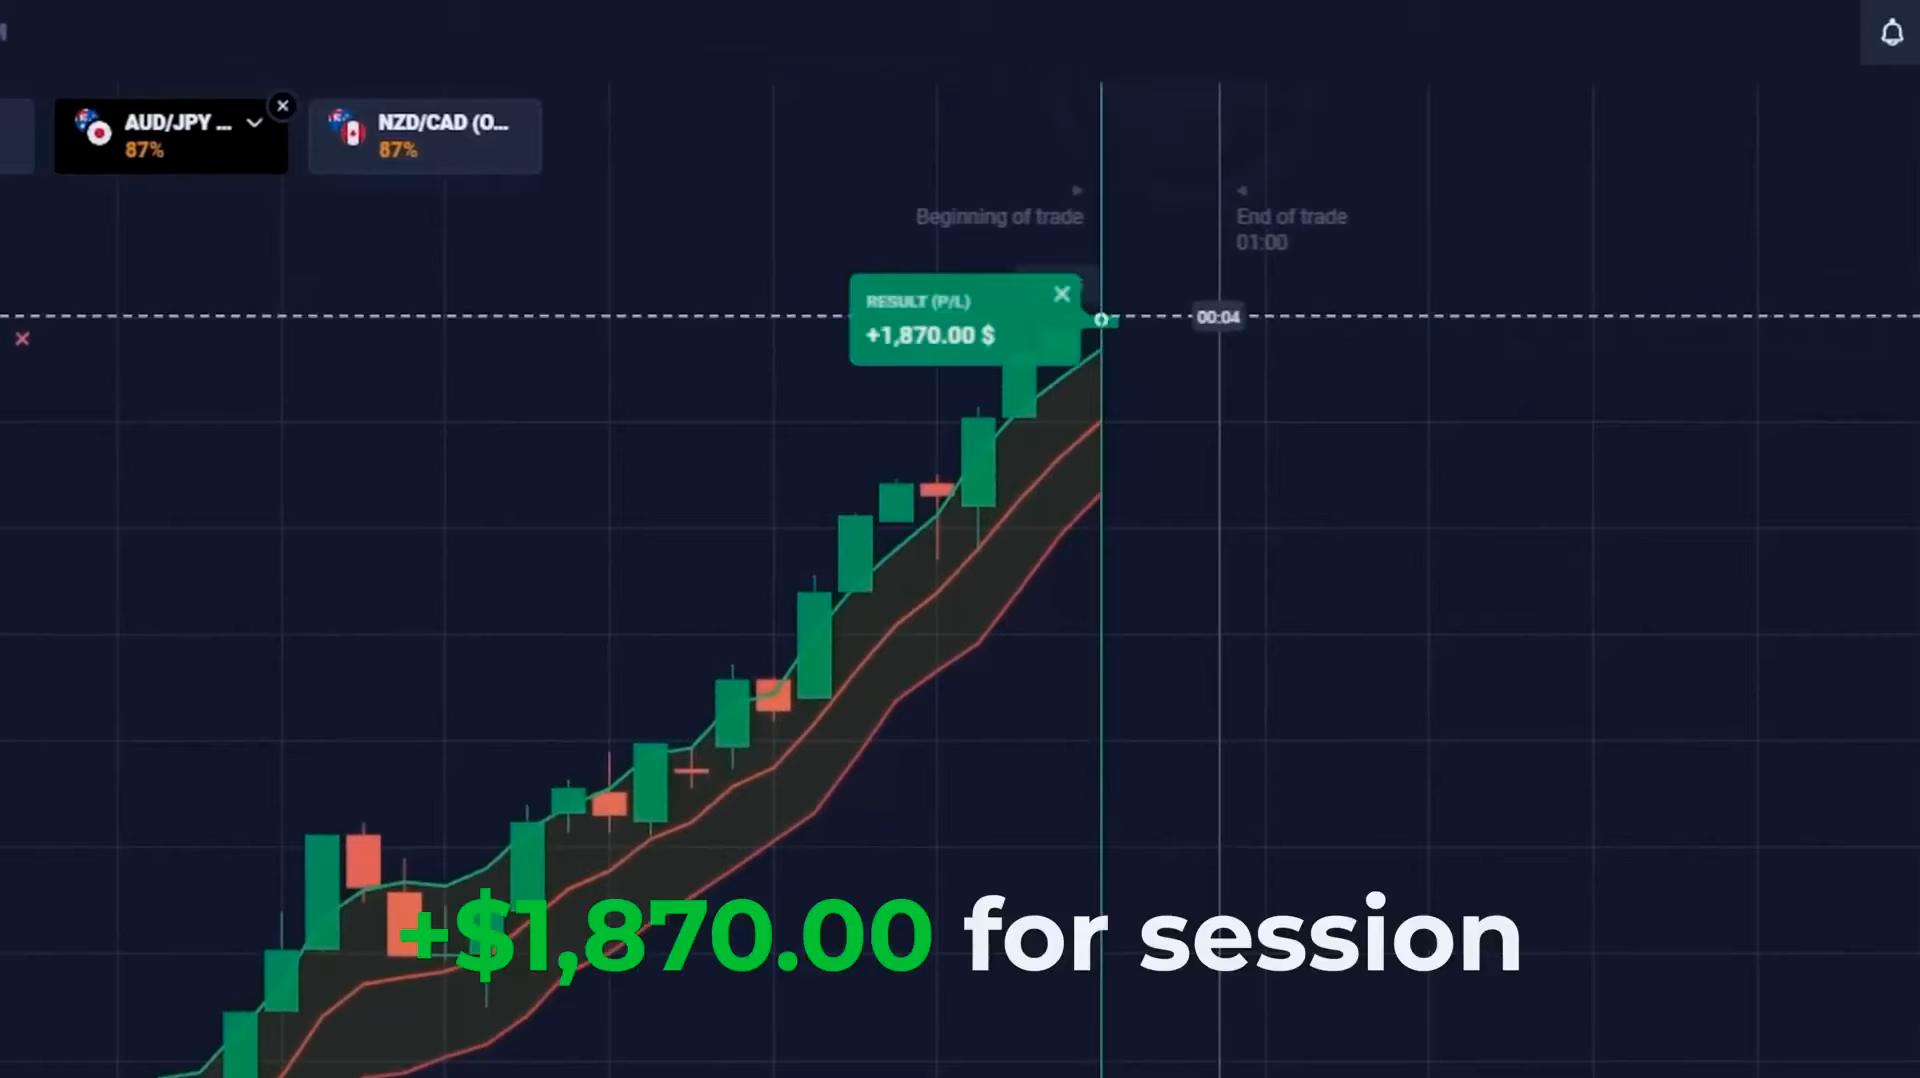 AUD/JPY ...
87%
NZD/CAD (O...
87%
Beginning of trade
End of trade
01:00
RESULT (P/L)
+1,870.00 $
00:04
+$1,870.00 for session